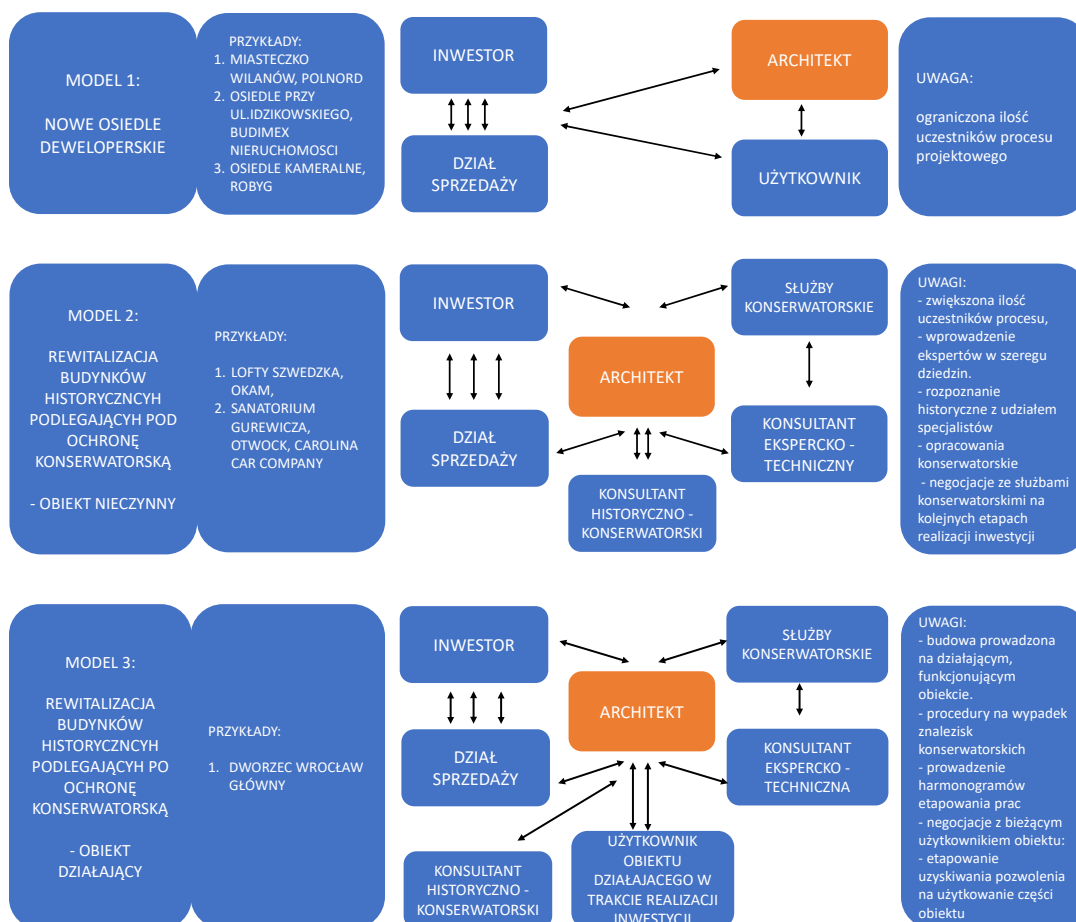 MODEL 1:
NOWE OSIEDLE
DEWELOPERSKIE
PRZYKŁADY:
1. MIASTECZKO
WILANÓW, POLNORD
2. OSIEDLE PRZY
UL.IDZIKOWSKIEGO,
BUDIMEX
NIERUCHOMOSCI
3. OSIEDLE KAMERALNE,
ROBYG
INWESTOR
DZIAŁ
SPRZEDAŻY
ARCHITEKT
UŻYTKOWNIK
UWAGA:
ograniczona ilość
uczestników procesu
projektowego
MODEL 2:
REWITALIZACJA
BUDYNKÓW
HISTORYCZNCYH
PODLEGAJĄCYH POD
OCHRONĘ
KONSERWATORSKĄ
- OBIEKT NIECZYNNY
PRZYKŁADY:
1. LOFTY SZWEDZKA,
OKAM,
2. SANATORIUM
GUREWICZA,
OTWOCK, CAROLINA
CAR COMPANY
INWESTOR
DZIAŁ
SPRZEDAŻY
ARCHITEKT
KONSULTANT
HISTORYCZNO -
KONSERWATORSKI
SŁUŻBY
KONSERWATORSKIE
KONSULTANT
EKSPERCKO -
TECHNICZNY
UWAGI:
- zwiększona ilość
uczestników procesu,
- wprowadzenie
ekspertów w szeregu
dziedzin.
- rozpoznanie
historyczne z udziałem
specjalistów
- opracowania
konserwatorskie
- negocjacje ze służbami
konserwatorskimi na
kolejnych etapach
realizacji inwestycji
MODEL 3:
REWITALIZACJA
BUDYNKÓW
HISTORYCZNCYH
PODLEGAJĄCYH PO
OCHRONĘ
KONSERWATORSKĄ
- OBIEKT
DZIAŁAJĄCY
PRZYKŁADY:
1. DWORZEC WROCŁAW
GŁÓWNY
INWESTOR
DZIAŁ
SPRZEDAŻY
KONSULTANT
HISTORYCZNO -
KONSERWATORSKI
ARCHITEKT
UŻYTKOWNIK
OBIEKTU
DZIAŁAJACEGO W
TRAKCIE REALIZACJI
INWESTYCJI
SŁUŻBY
KONSERWATORSKIE
KONSULTANT
EKSPERCKO -
TECHNICZNA
UWAGI:
- budowa prowadzona
na działającym,
funkcjonującym
obiekcie.
- procedury na wypadek
znalezisk
konserwatorskich
- prowadzenie
harmonogramów
etapowania prac
- negocjacje z bieżącym
użytkownikiem obiektu:
- etapowanie
uzyskiwania pozwolenia
na użytkowanie części
obiektu